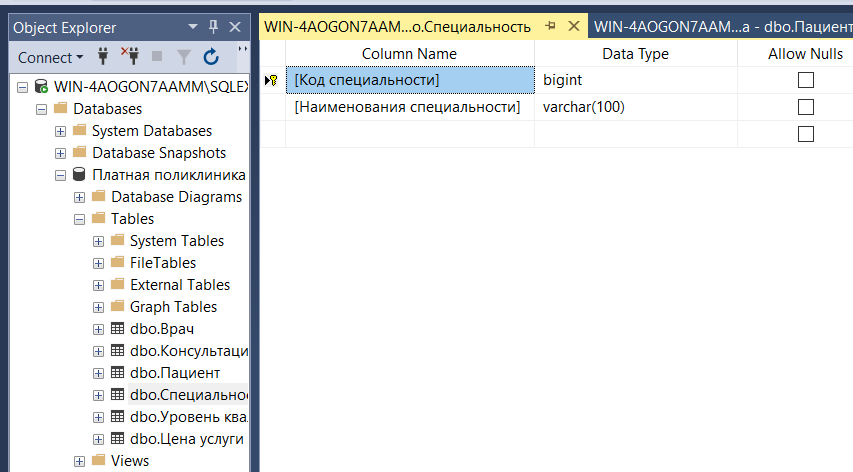 Object Explorer
Connect
WIN-4AOGON7AAMM\SQLEX
Databases
System Databases
Database Snapshots
Платная поликлиника
Database Diagrams
Tables
System Tables
FileTables
External Tables
Graph Tables
dbo.Врач
dbo.Консультаци
dbo.Пациент
dbo.Специальнос
dbo.Уровень ква
dbo.Цена услуги
Views
WIN-4AOGON7AAM...o.Специальность
WIN-4AOGON7AAM...a - dbo.Пациент
Column Name Data Type Allow Nulls
[Код специальности] bigint
[Наименования специальности] varchar(100)